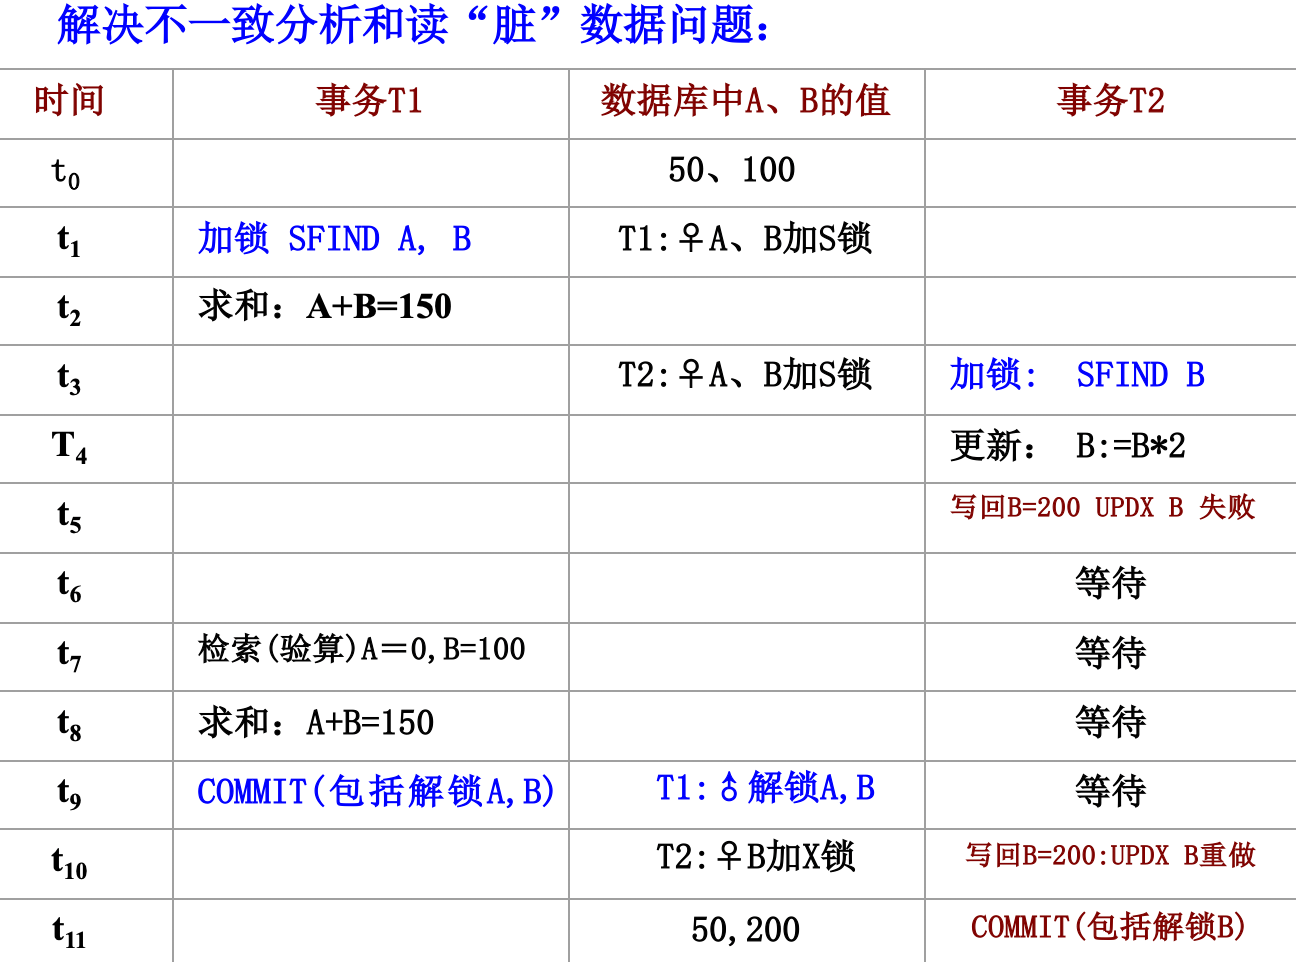 解决不一致分析和读“脏”数据问题：
时间 事务T1 数据库中A、B的值 事务T2
t0 50、100
t1 加锁 SFIND A, B T1:♀A、B加S锁
t2 求和：A+B=150
t3 T2:♀A、B加S锁 加锁: SFIND B
T4 更新： B:=B*2
t5 写回B=200 UPDX B 失败
t6 等待
t7 检索(验算)A＝0,B=100 等待
t8 求和：A+B=150 等待
t9 COMMIT(包括解锁A,B) T1:♁解锁A,B 等待
t10 T2:♀B加X锁 写回B=200:UPDX B重做
t11 50,200 COMMIT(包括解锁B)